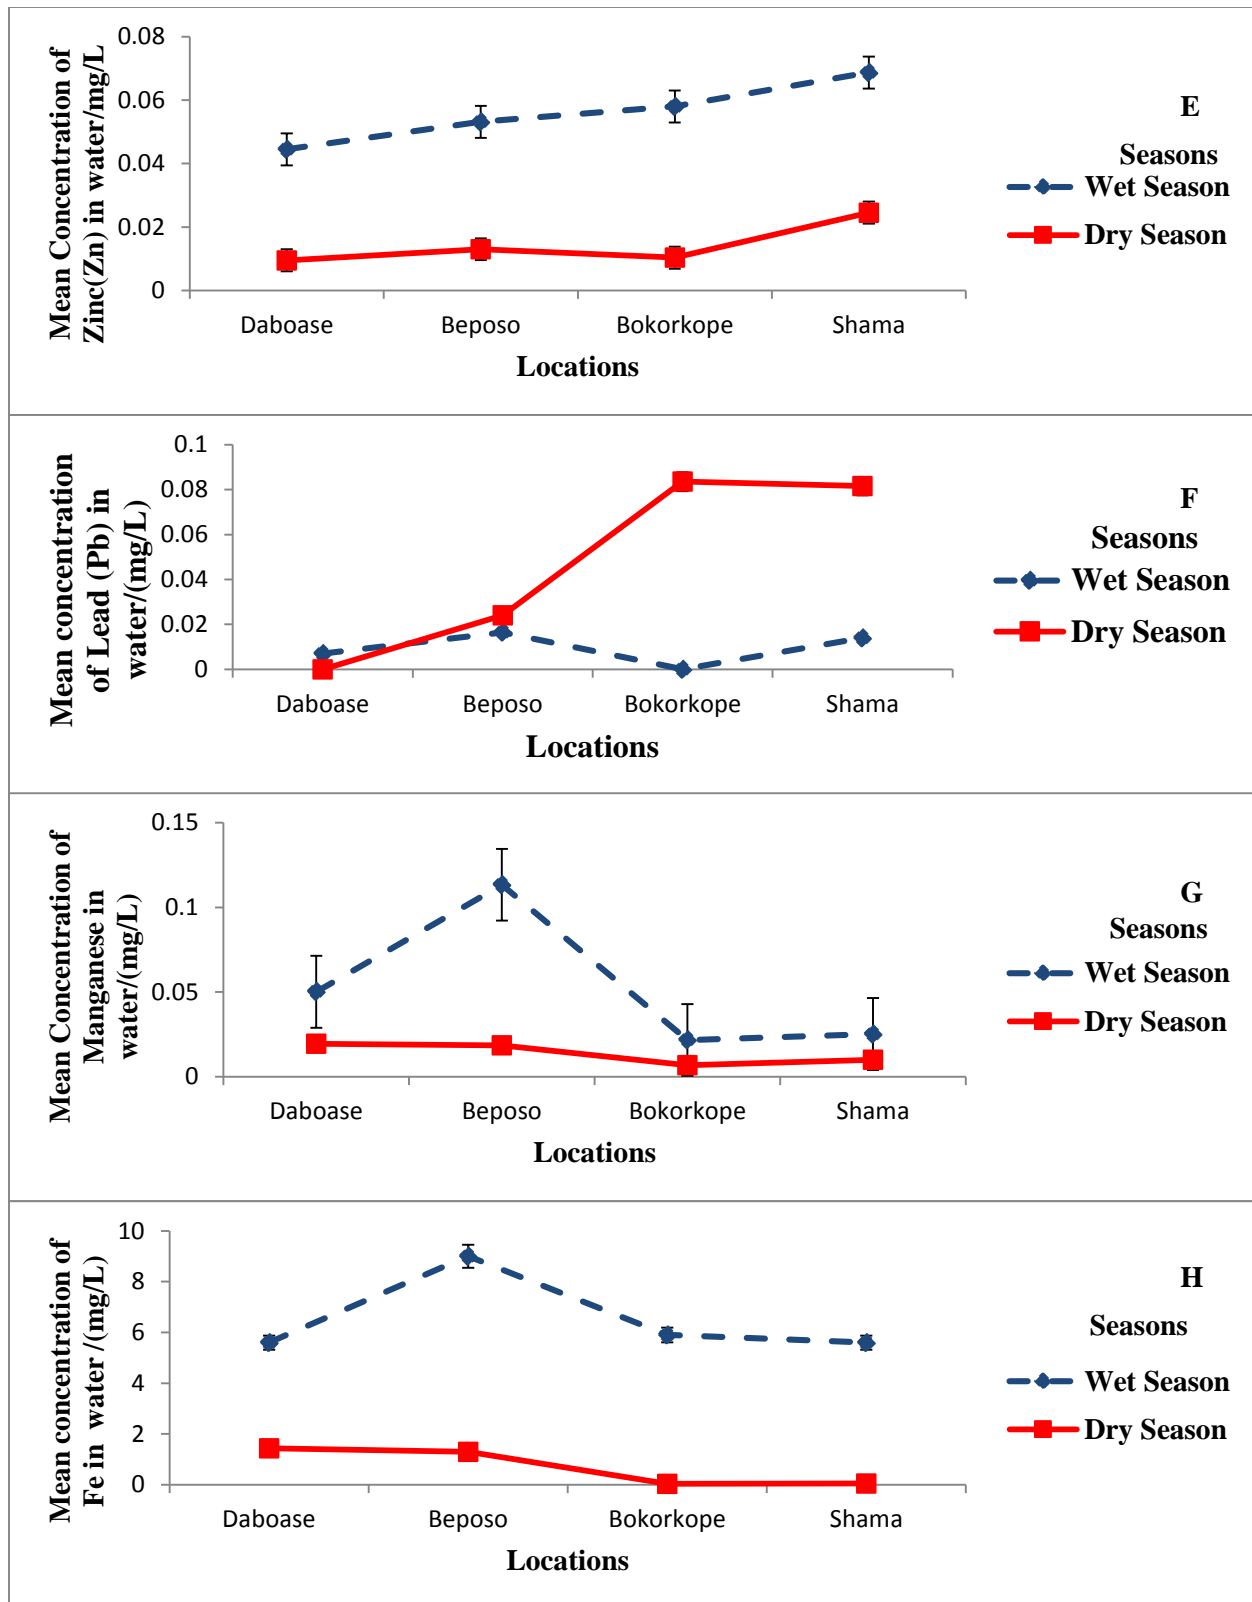 Mean Concentration of
Zinc(Zn) in water/mg/L
0.08
0.06
0.04
0.02
0
Daboase Beposo Bokorkope Shama
Locations
E
Seasons
Wet Season
Dry Season
Mean concentration
of Lead (Pb) in
water/(mg/L)
0.1
0.08
0.06
0.04
0.02
0
Daboase Beposo Bokorkope Shama
Locations
F
Seasons
Wet Season
Dry Season
Mean Concentration of
Manganese in
water/(mg/L)
0.15
0.1
0.05
0
Daboase Beposo Bokorkope Shama
Locations
G
Seasons
Wet Season
Dry Season
Mean concentration of
Fe in water /(mg/L)
10
8
6
4
2
0
Daboase Beposo Bokorkope Shama
Locations
H
Seasons
Wet Season
Dry Season